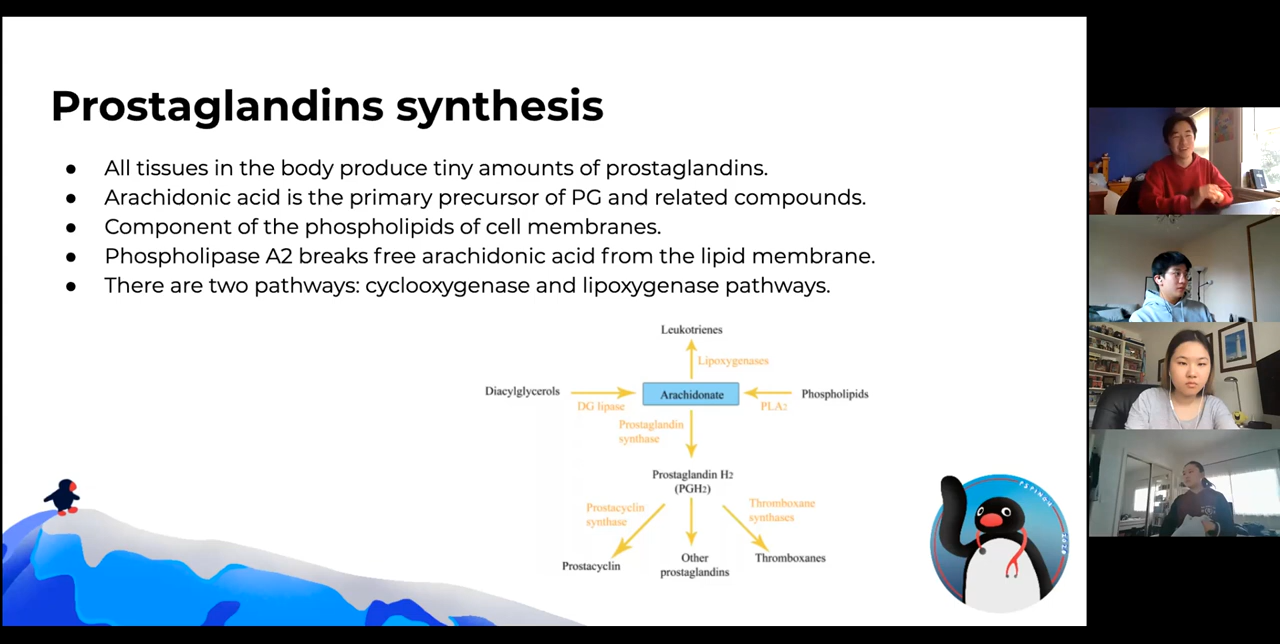 Prostaglandins synthesis
● All tissues in the body produce tiny amounts of prostaglandins.
● Arachidonic acid is the primary precursor of PG and related compounds.
● Component of the phospholipids of cell membranes.
● Phospholipase A2 breaks free arachidonic acid from the lipid membrane.
● There are two pathways: cyclooxygenase and lipoxygenase pathways.
Leukotrienes
Lipoxygenases
Diacylglycerols
DG lipase
Arachidonate
PLA₂
Phospholipids
Prostaglandin
synthase
Prostaglandin H₂
(PGH₂)
Prostacyclin
synthase
Thromboxane
synthases
Prostacyclin
Other
prostaglandins
Thromboxanes